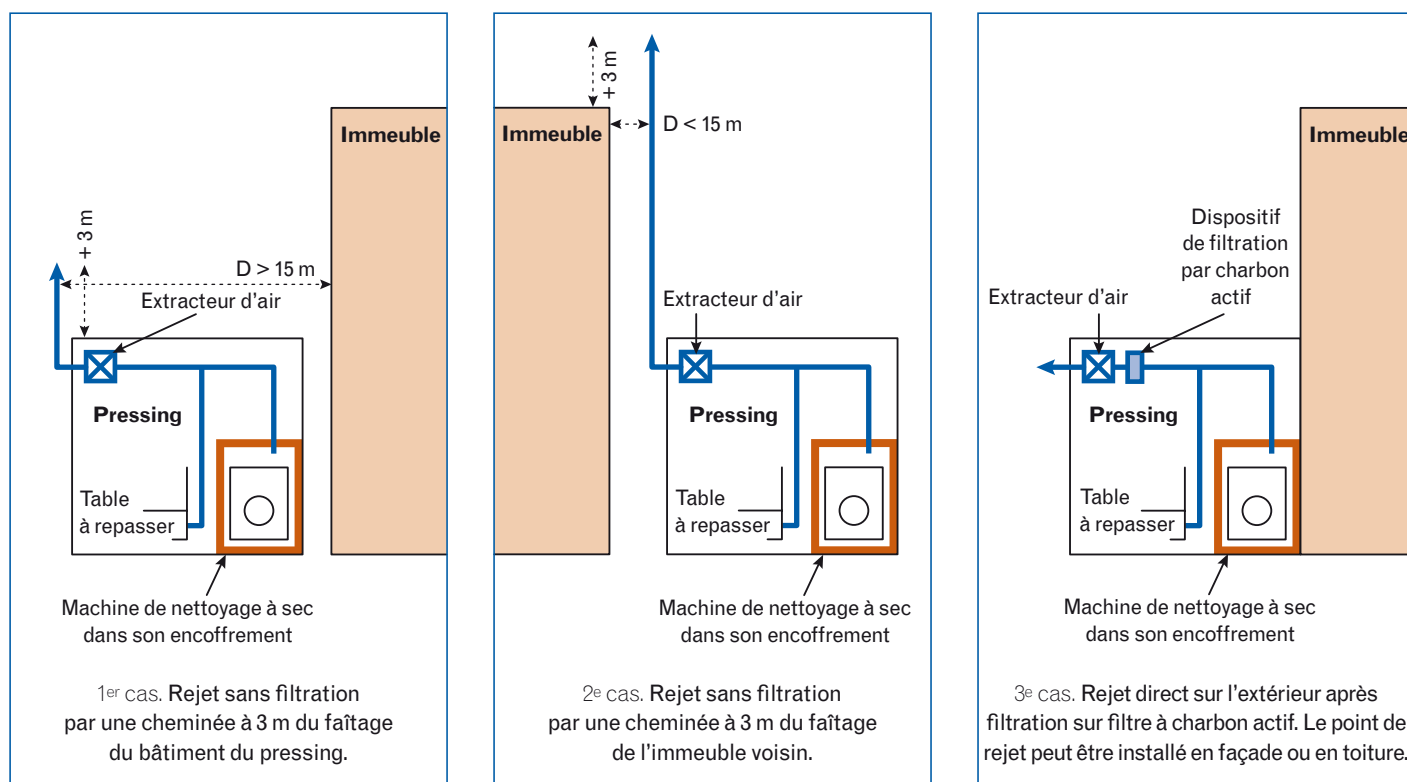 + 3 m
D > 15 m
Immeuble
Extracteur d'air
Pressing
Table
à repasser
Machine de nettoyage à sec
dans son encoffrement
1er cas. Rejet sans filtration
par une cheminée à 3 m du faîtage
du bâtiment du pressing.
+ 3 m
D < 15 m
Immeuble
Extracteur d'air
Pressing
Table
à repasser
Machine de nettoyage à sec
dans son encoffrement
2e cas. Rejet sans filtration
par une cheminée à 3 m du faîtage
de l'immeuble voisin.
Immeuble
Dispositif
de filtration
par charbon
actif
Extracteur d'air
Pressing
Table
à repasser
Machine de nettoyage à sec
dans son encoffrement
3e cas. Rejet direct sur l'extérieur après
filtration sur filtre à charbon actif. Le point de
rejet peut être installé en façade ou en toiture.